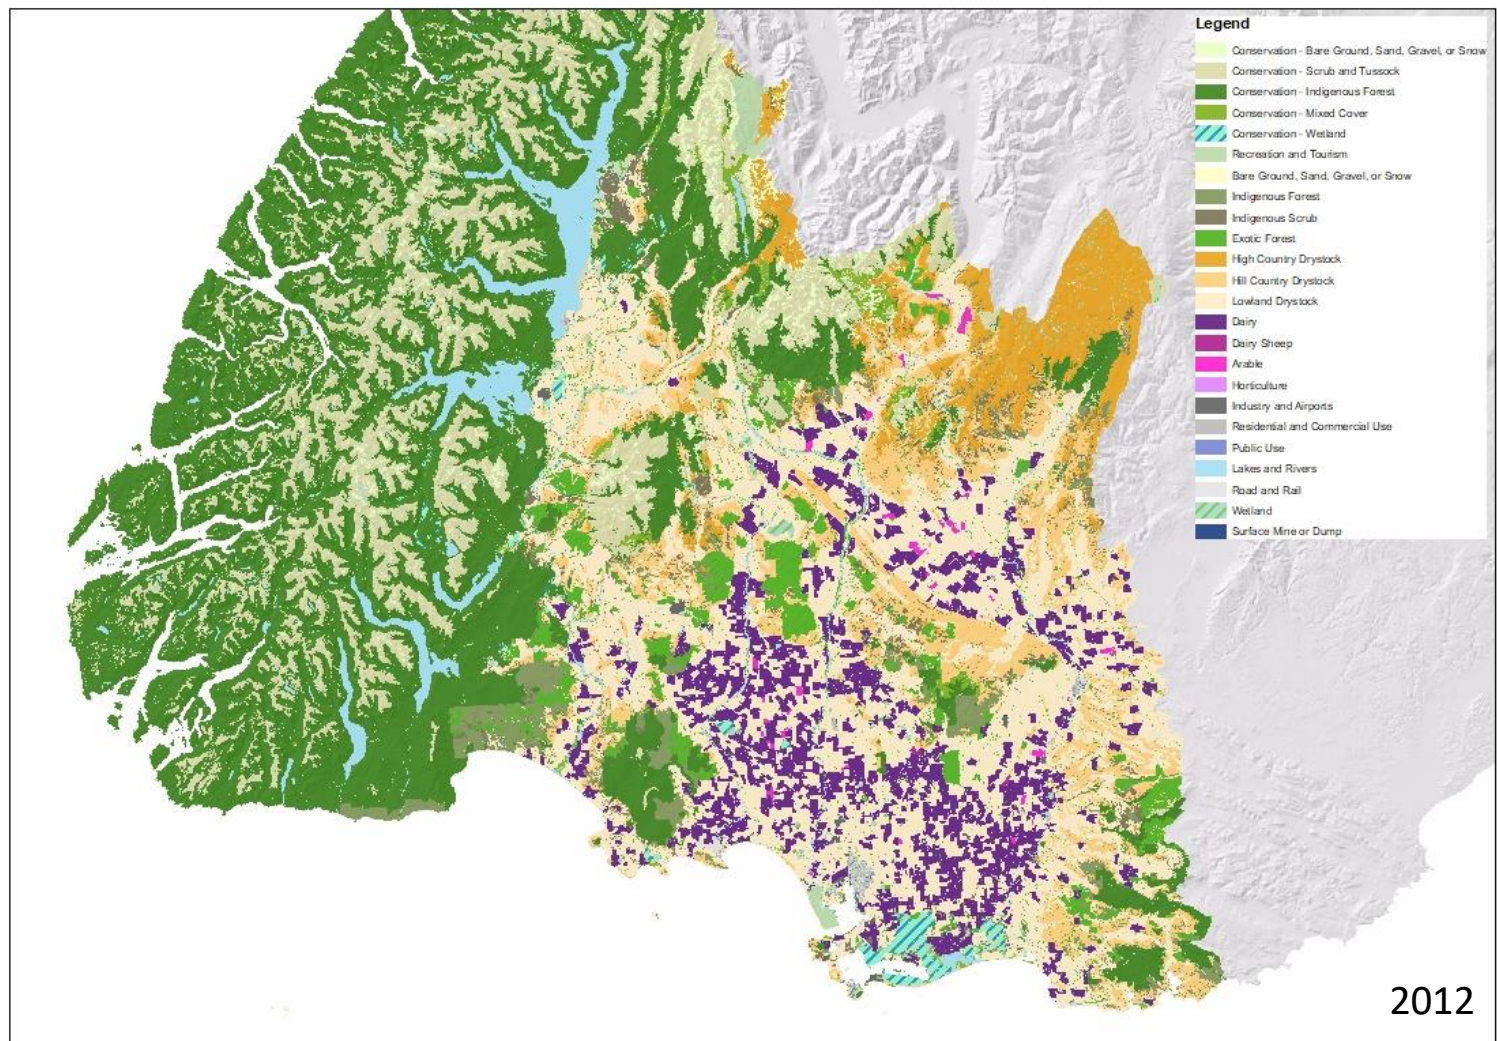 Legend
Conservation - Bare Ground, Sand, Gravel, or Snow
Conservation - Scrub and Tussock
Conservation - Indigenous Forest
Conservation - Mixed Cover
Conservation - Wetland
Recreation and Tourism
Bare Ground, Sand, Gravel, or Snow
Indigenous Forest
Indigenous Scrub
Exotic Forest
High Country Drystock
Hill Country Drystock
Lowland Drystock
Dairy
Dairy Sheep
Arable
Horticulture
Industry and Airports
Residential and Commercial Use
Public Use
Lakes and Rivers
Road and Rail
Wetland
Surface Mine or Dump
2012